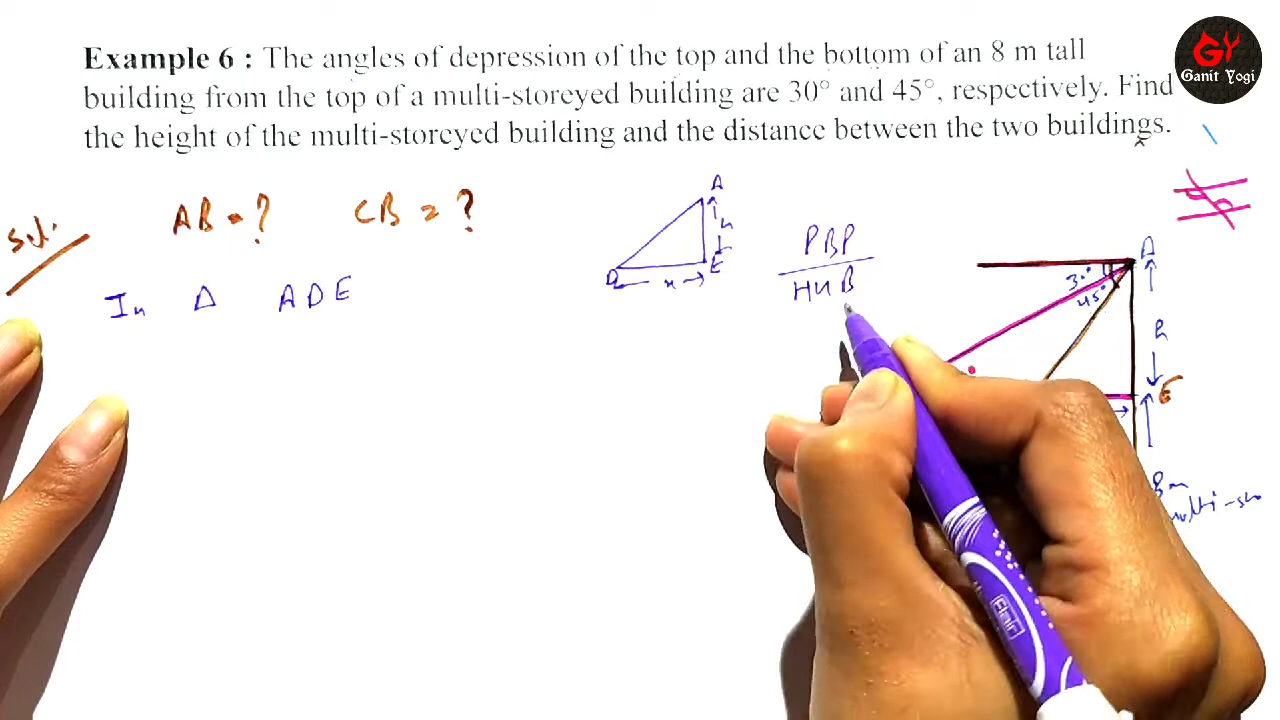 Example 6 : The angles of depression of the top and the bottom of an 8 m tall
building from the top of a multi-storeyed building are 30° and 45°, respectively. Find
the height of the multi-storeyed building and the distance between the two buildings.
GY
Ganit Yogi
Sol.
AB = ?
CB = ?
In Δ ADE
A
h
D
x
E
PBP
HHB
A
30°
45°
h
E
8m
multi-sto
Flair